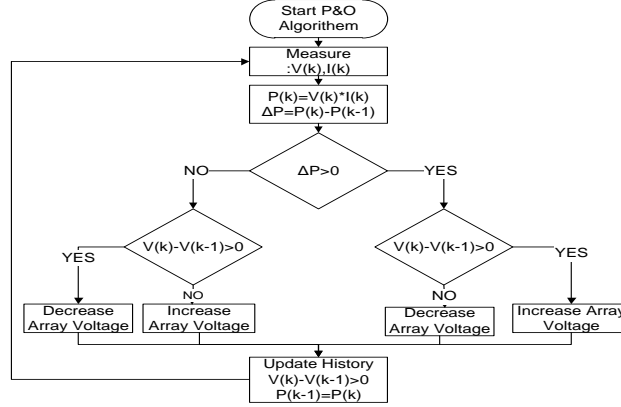 Start P&O
Algorithem
Measure
:V(k),I(k)
P(k)=V(k)*I(k)
ΔP=P(k)-P(k-1)
NO
ΔP>0
YES
V(k)-V(k-1)>0
V(k)-V(k-1)>0
YES
YES
NO
NO
Decrease
Array Voltage
Increase
Array Voltage
Decrease
Array Voltage
Increase Array
Voltage
Update History
V(k)-V(k-1)>0
P(k-1)=P(k)